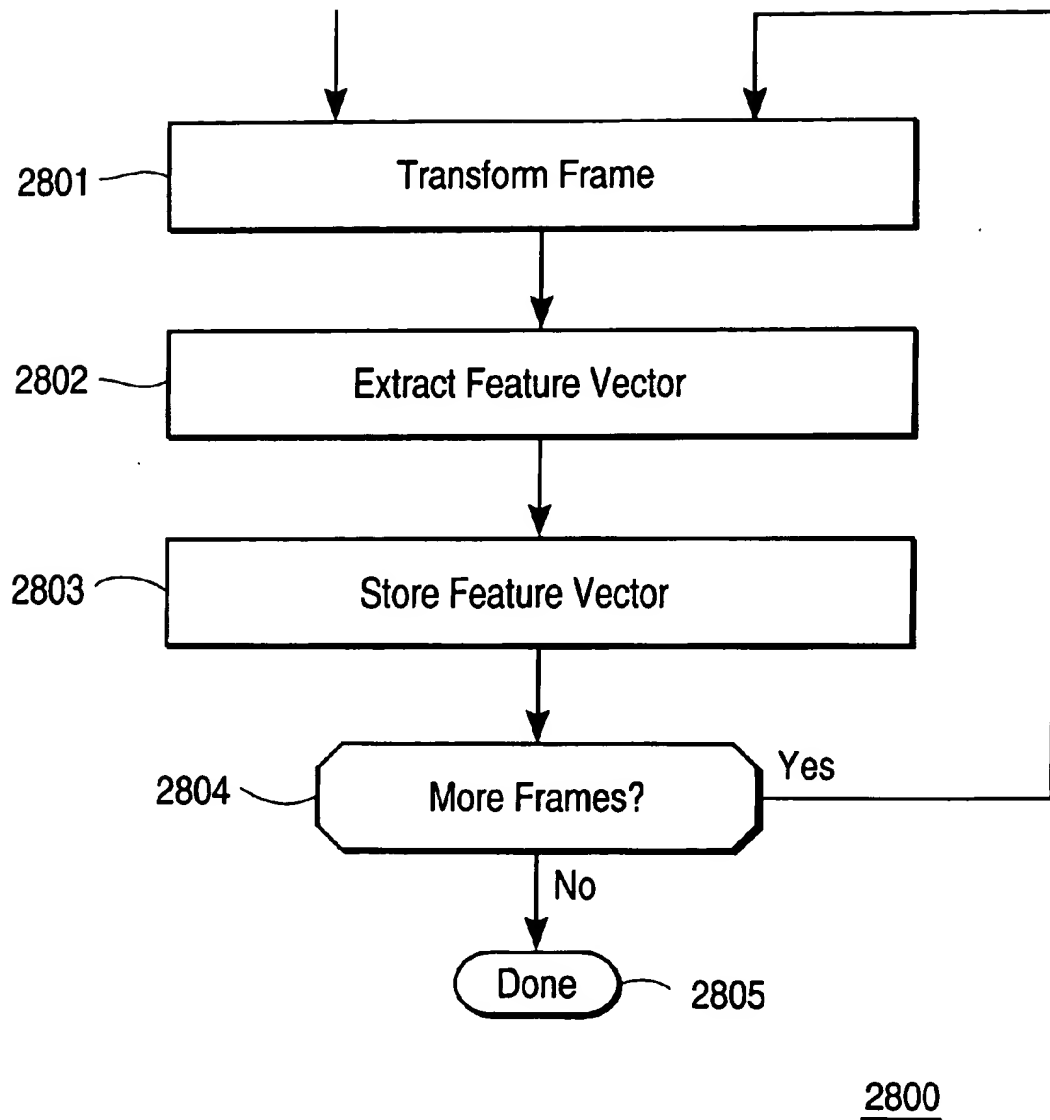 2801
Transform Frame
2802
Extract Feature Vector
2803
Store Feature Vector
2804
More Frames?
Yes
No
Done
2805
2800